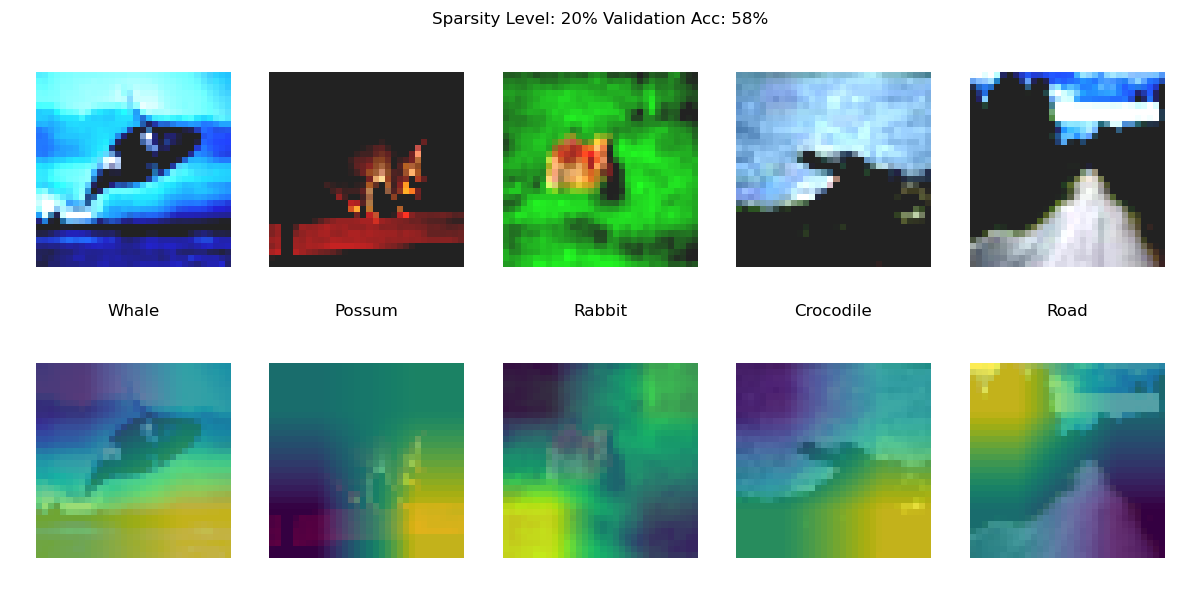 Sparsity Level: 20% Validation Acc: 58%
Whale
Possum
Rabbit
Crocodile
Road